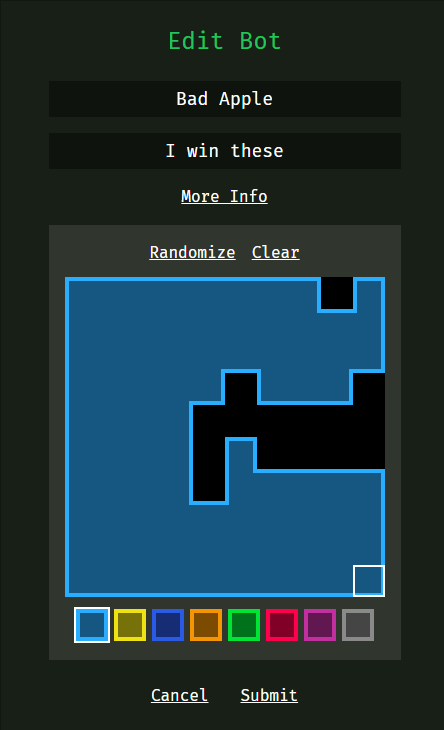 Edit Bot
Bad Apple
I win these
More Info
Randomize Clear
Cancel Submit